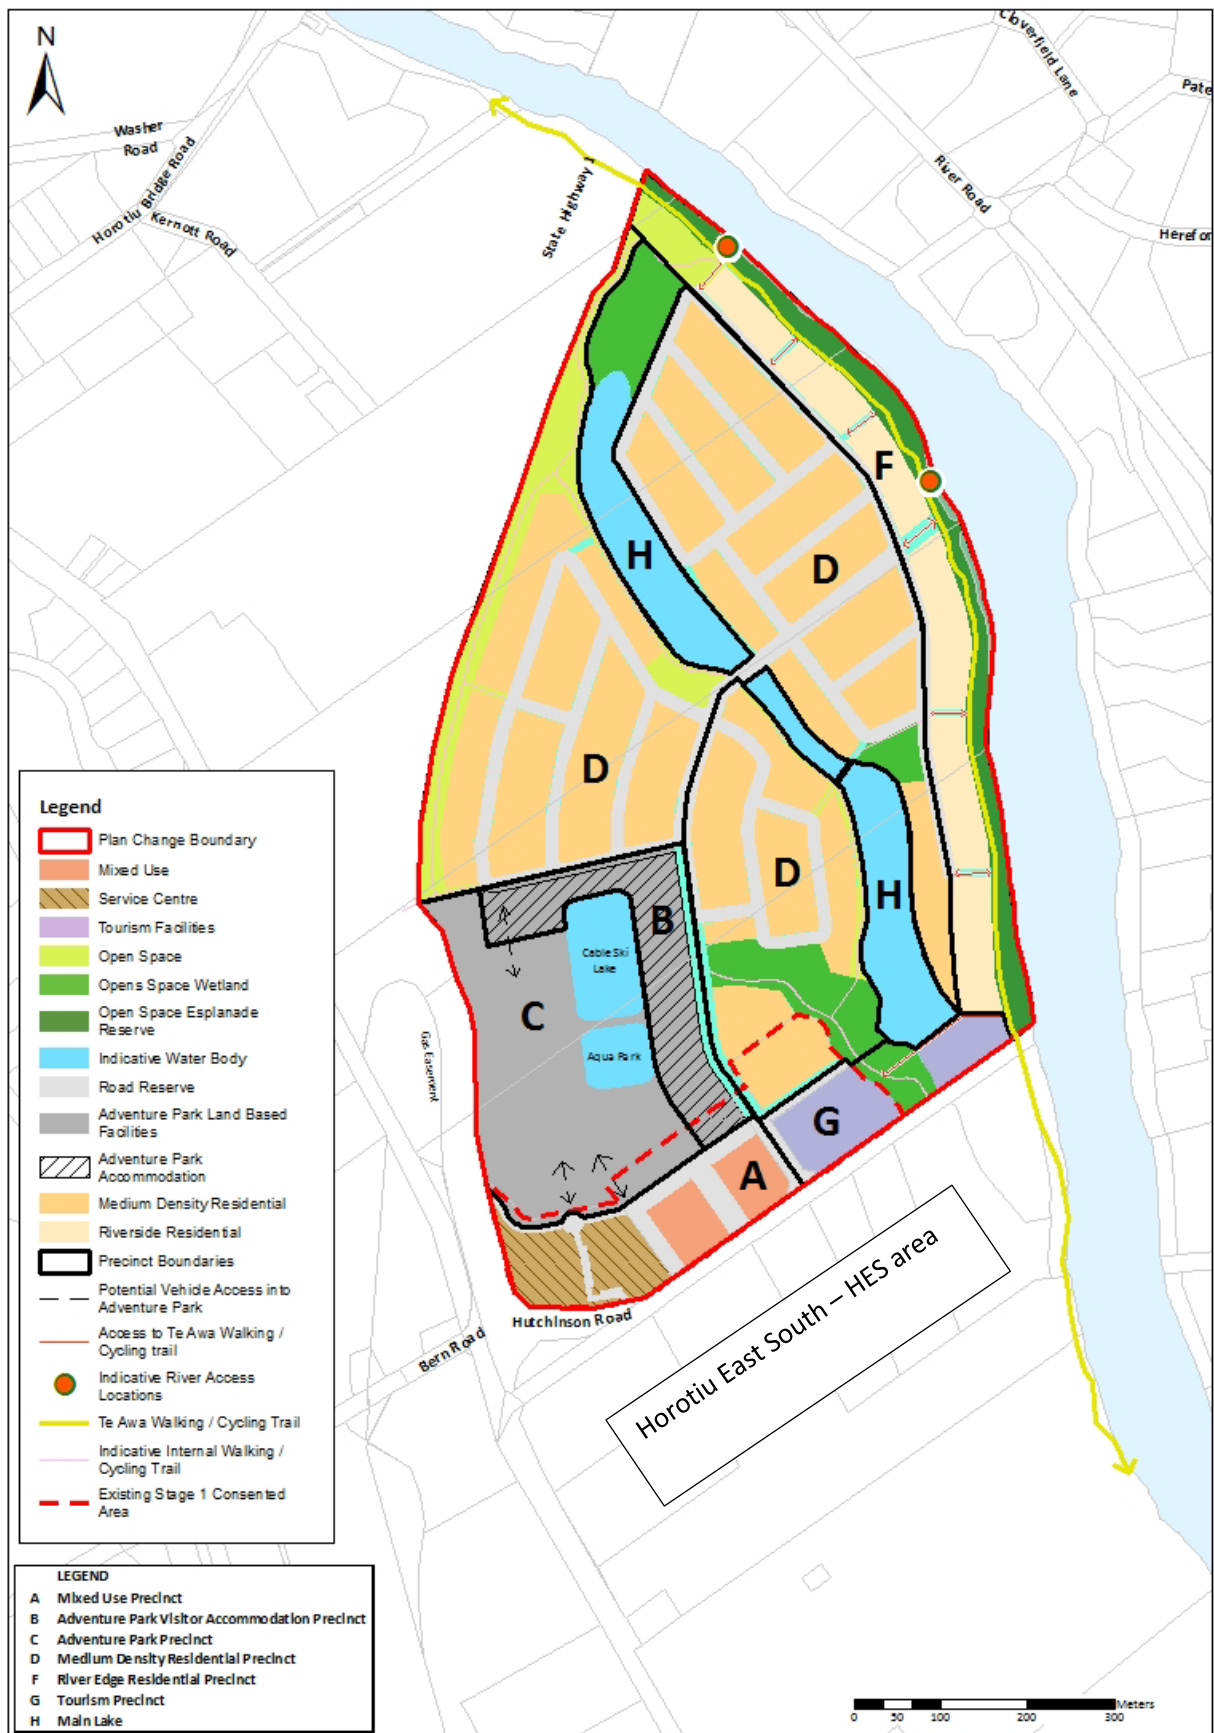 N
Cloverfield Lane
Pate
Washer
Road
Horotiu Bridge Road
Kernott Road
State Highway 1
River Road
Herefor
F
H
D
D
D
H
B
Cable Ski
Lake
C
Aqua Park
Gas Easement
G
A
Hutchinson Road
Bern Road
Horotiu East South – HES area
Legend
Plan Change Boundary
Mixed Use
Service Centre
Tourism Facilities
Open Space
Opens Space Wetland
Open Space Esplanade
Reserve
Indicative Water Body
Road Reserve
Adventure Park Land Based
Facilities
Adventure Park
Accommodation
Medium Density Residential
Riverside Residential
Precinct Boundaries
Potential Vehicle Access into
Adventure Park
Access to Te Awa Walking /
Cycling trail
Indicative River Access
Locations
Te Awa Walking / Cycling Trail
Indicative Internal Walking /
Cycling Trail
Existing Stage 1 Consented
Area
LEGEND
A Mixed Use Precinct
B Adventure Park Visitor Accommodation Precinct
C Adventure Park Precinct
D Medium Density Residential Precinct
F River Edge Residential Precinct
G Tourism Precinct
H Main Lake
Meters
0 50 100 200 300